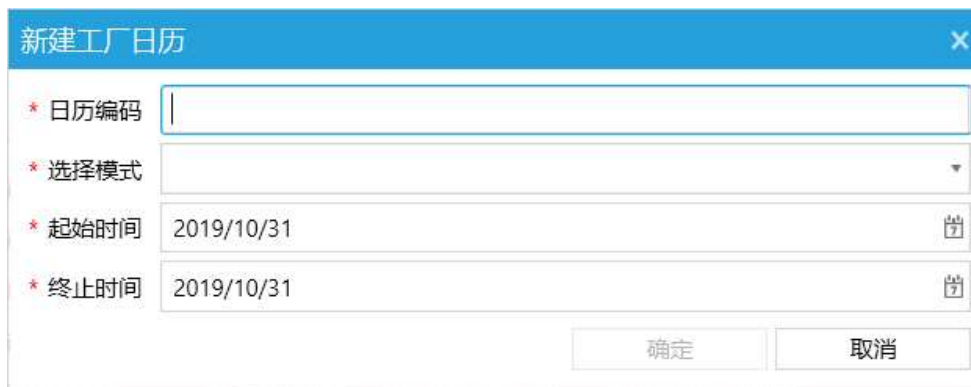 新建工厂日历
* 日历编码
* 选择模式
* 起始时间 2019/10/31
* 终止时间 2019/10/31
确定 取消